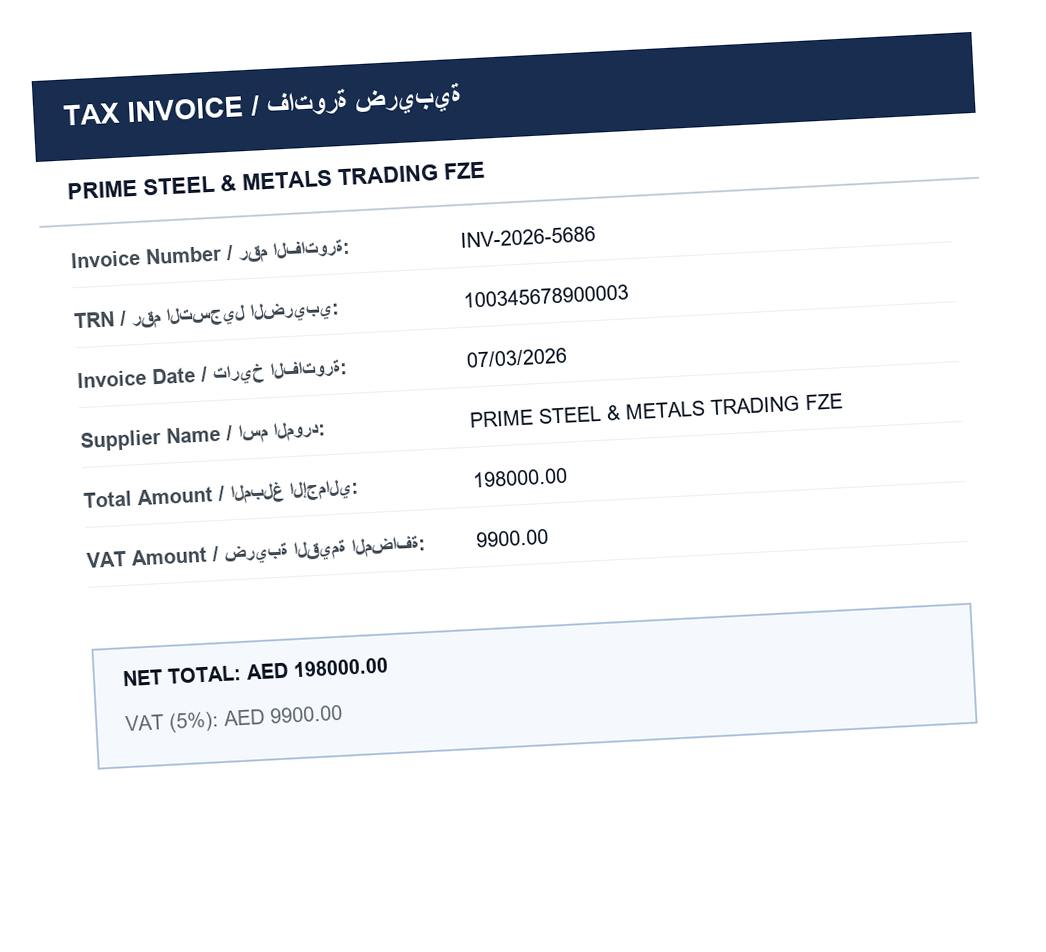 TAX INVOICE / فاتورة ضريبية
PRIME STEEL & METALS TRADING FZE
Invoice Number / رقم الفاتورة: INV-2026-5686
TRN / رقم التسجيل الضريبي: 100345678900003
Invoice Date / تاريخ الفاتورة: 07/03/2026
Supplier Name / اسم المورد: PRIME STEEL & METALS TRADING FZE
Total Amount / المبلغ الإجمالي: 198000.00
VAT Amount / ضريبة القيمة المضافة: 9900.00
NET TOTAL: AED 198000.00
VAT (5%): AED 9900.00